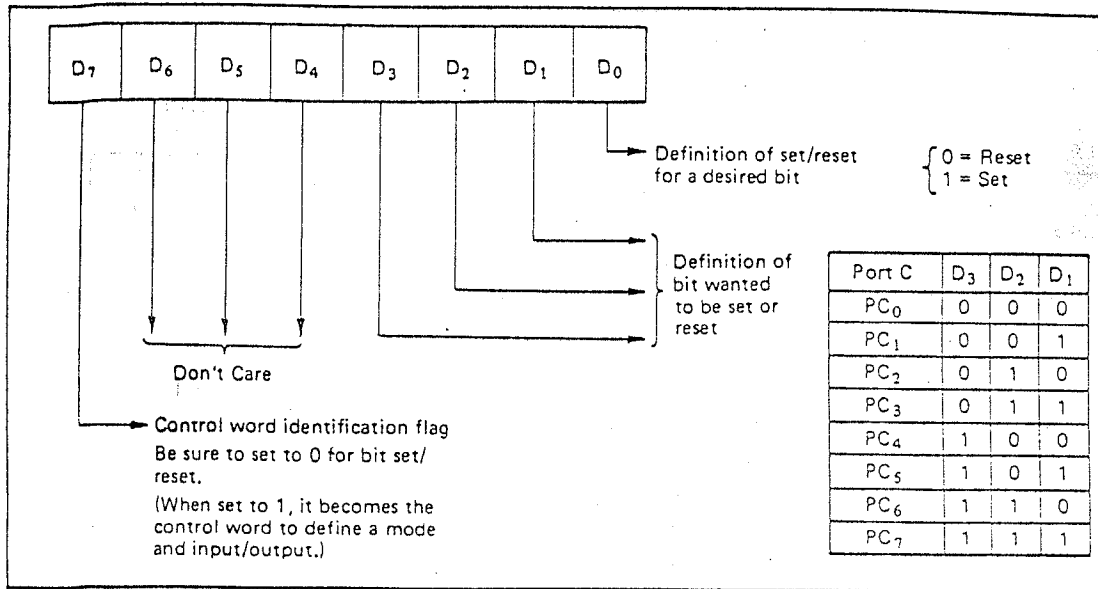 D7 D6 D5 D4 D3 D2 D1 D0
Definition of set/reset
for a desired bit
0 = Reset
1 = Set
Definition of
bit wanted
to be set or
reset
Port C D3 D2 D1
PC0 0 0 0
PC1 0 0 1
PC2 0 1 0
PC3 0 1 1
PC4 1 0 0
PC5 1 0 1
PC6 1 1 0
PC7 1 1 1
Don't Care
Control word identification flag
Be sure to set to 0 for bit set/
reset.
(When set to 1, it becomes the
control word to define a mode
and input/output.)